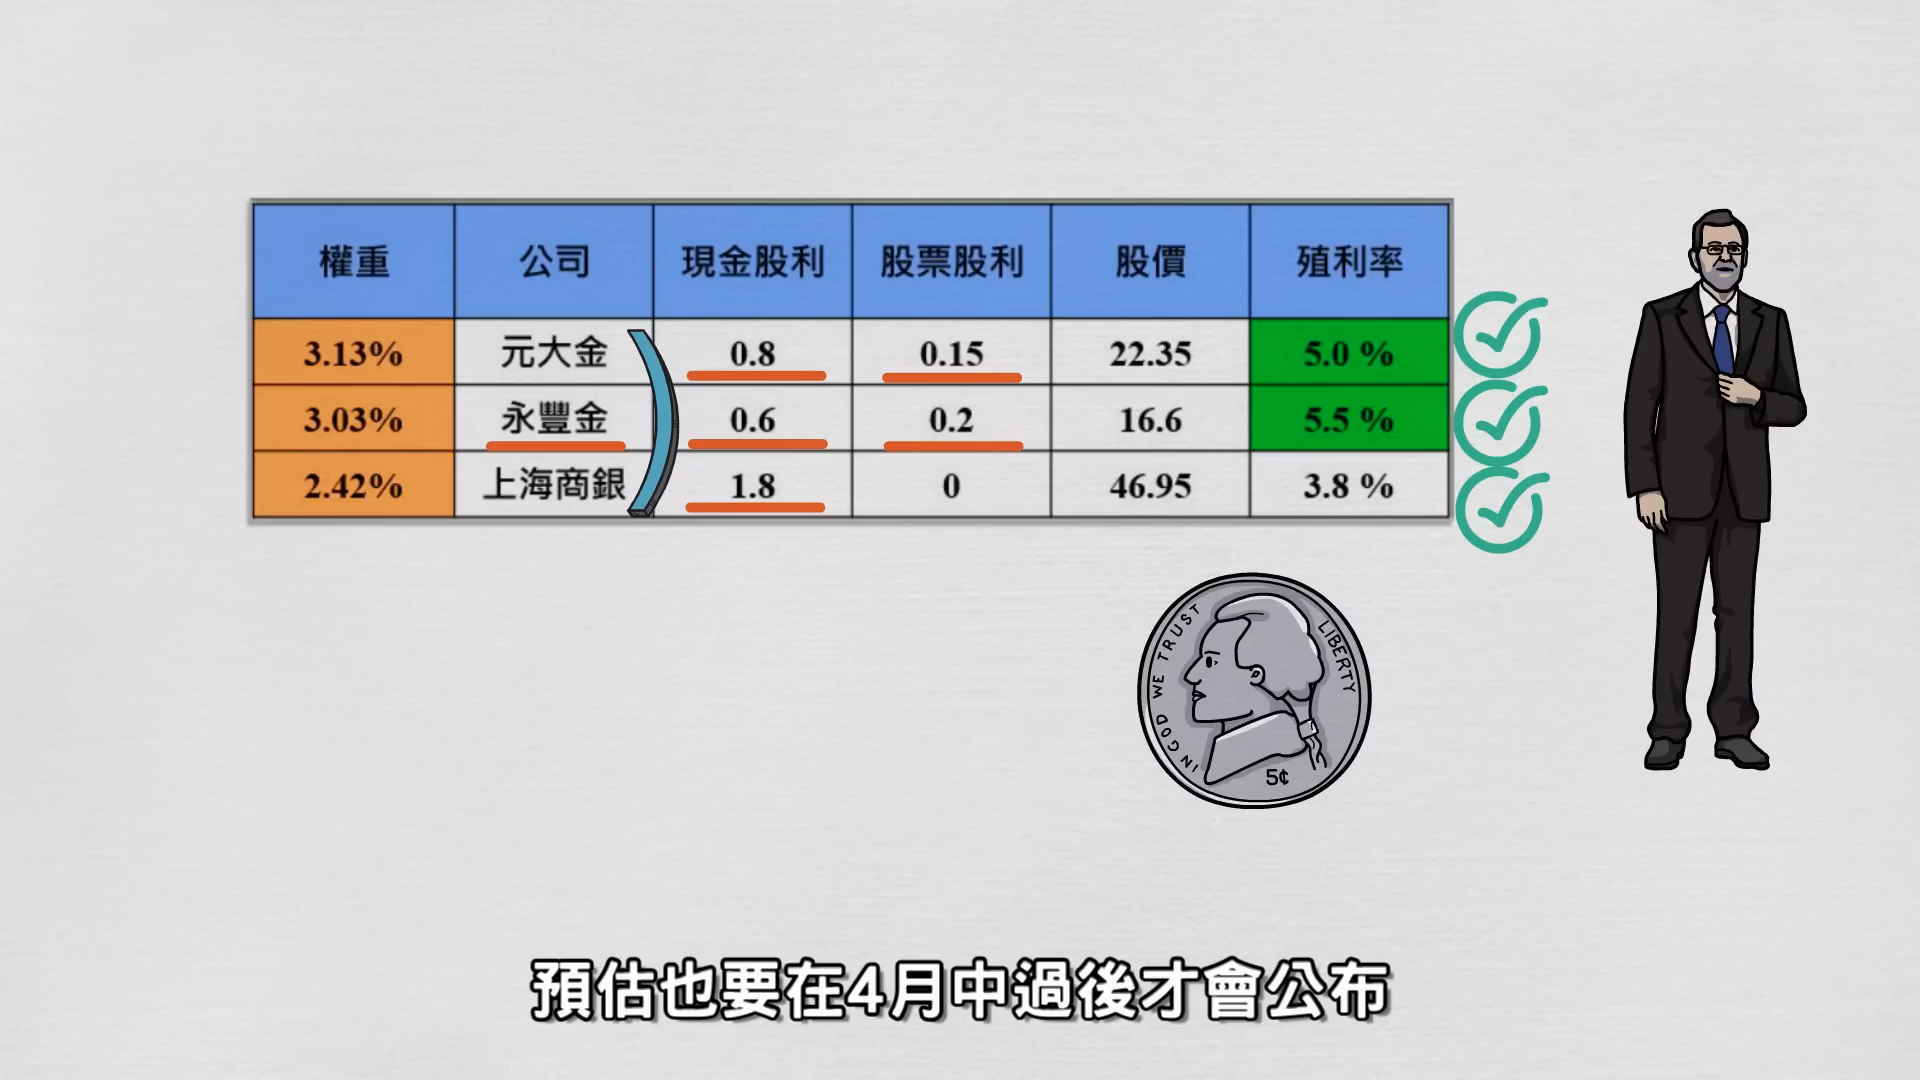 權重 公司 現金股利 股票股利 股價 殖利率
3.13% 元大金 0.8 0.15 22.35 5.0 %
3.03% 永豐金 0.6 0.2 16.6 5.5 %
2.42% 上海商銀 1.8 0 46.95 3.8 %
IN GOD WE TRUST
LIBERTY
5¢
預估也要在4月中過後才會公布